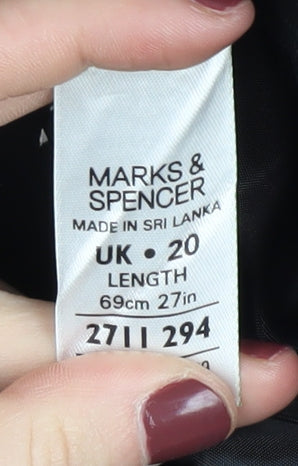 MARKS &
SPENCER
MADE IN SRI LANKA
UK • 20
LENGTH
69cm 27in
2711 294